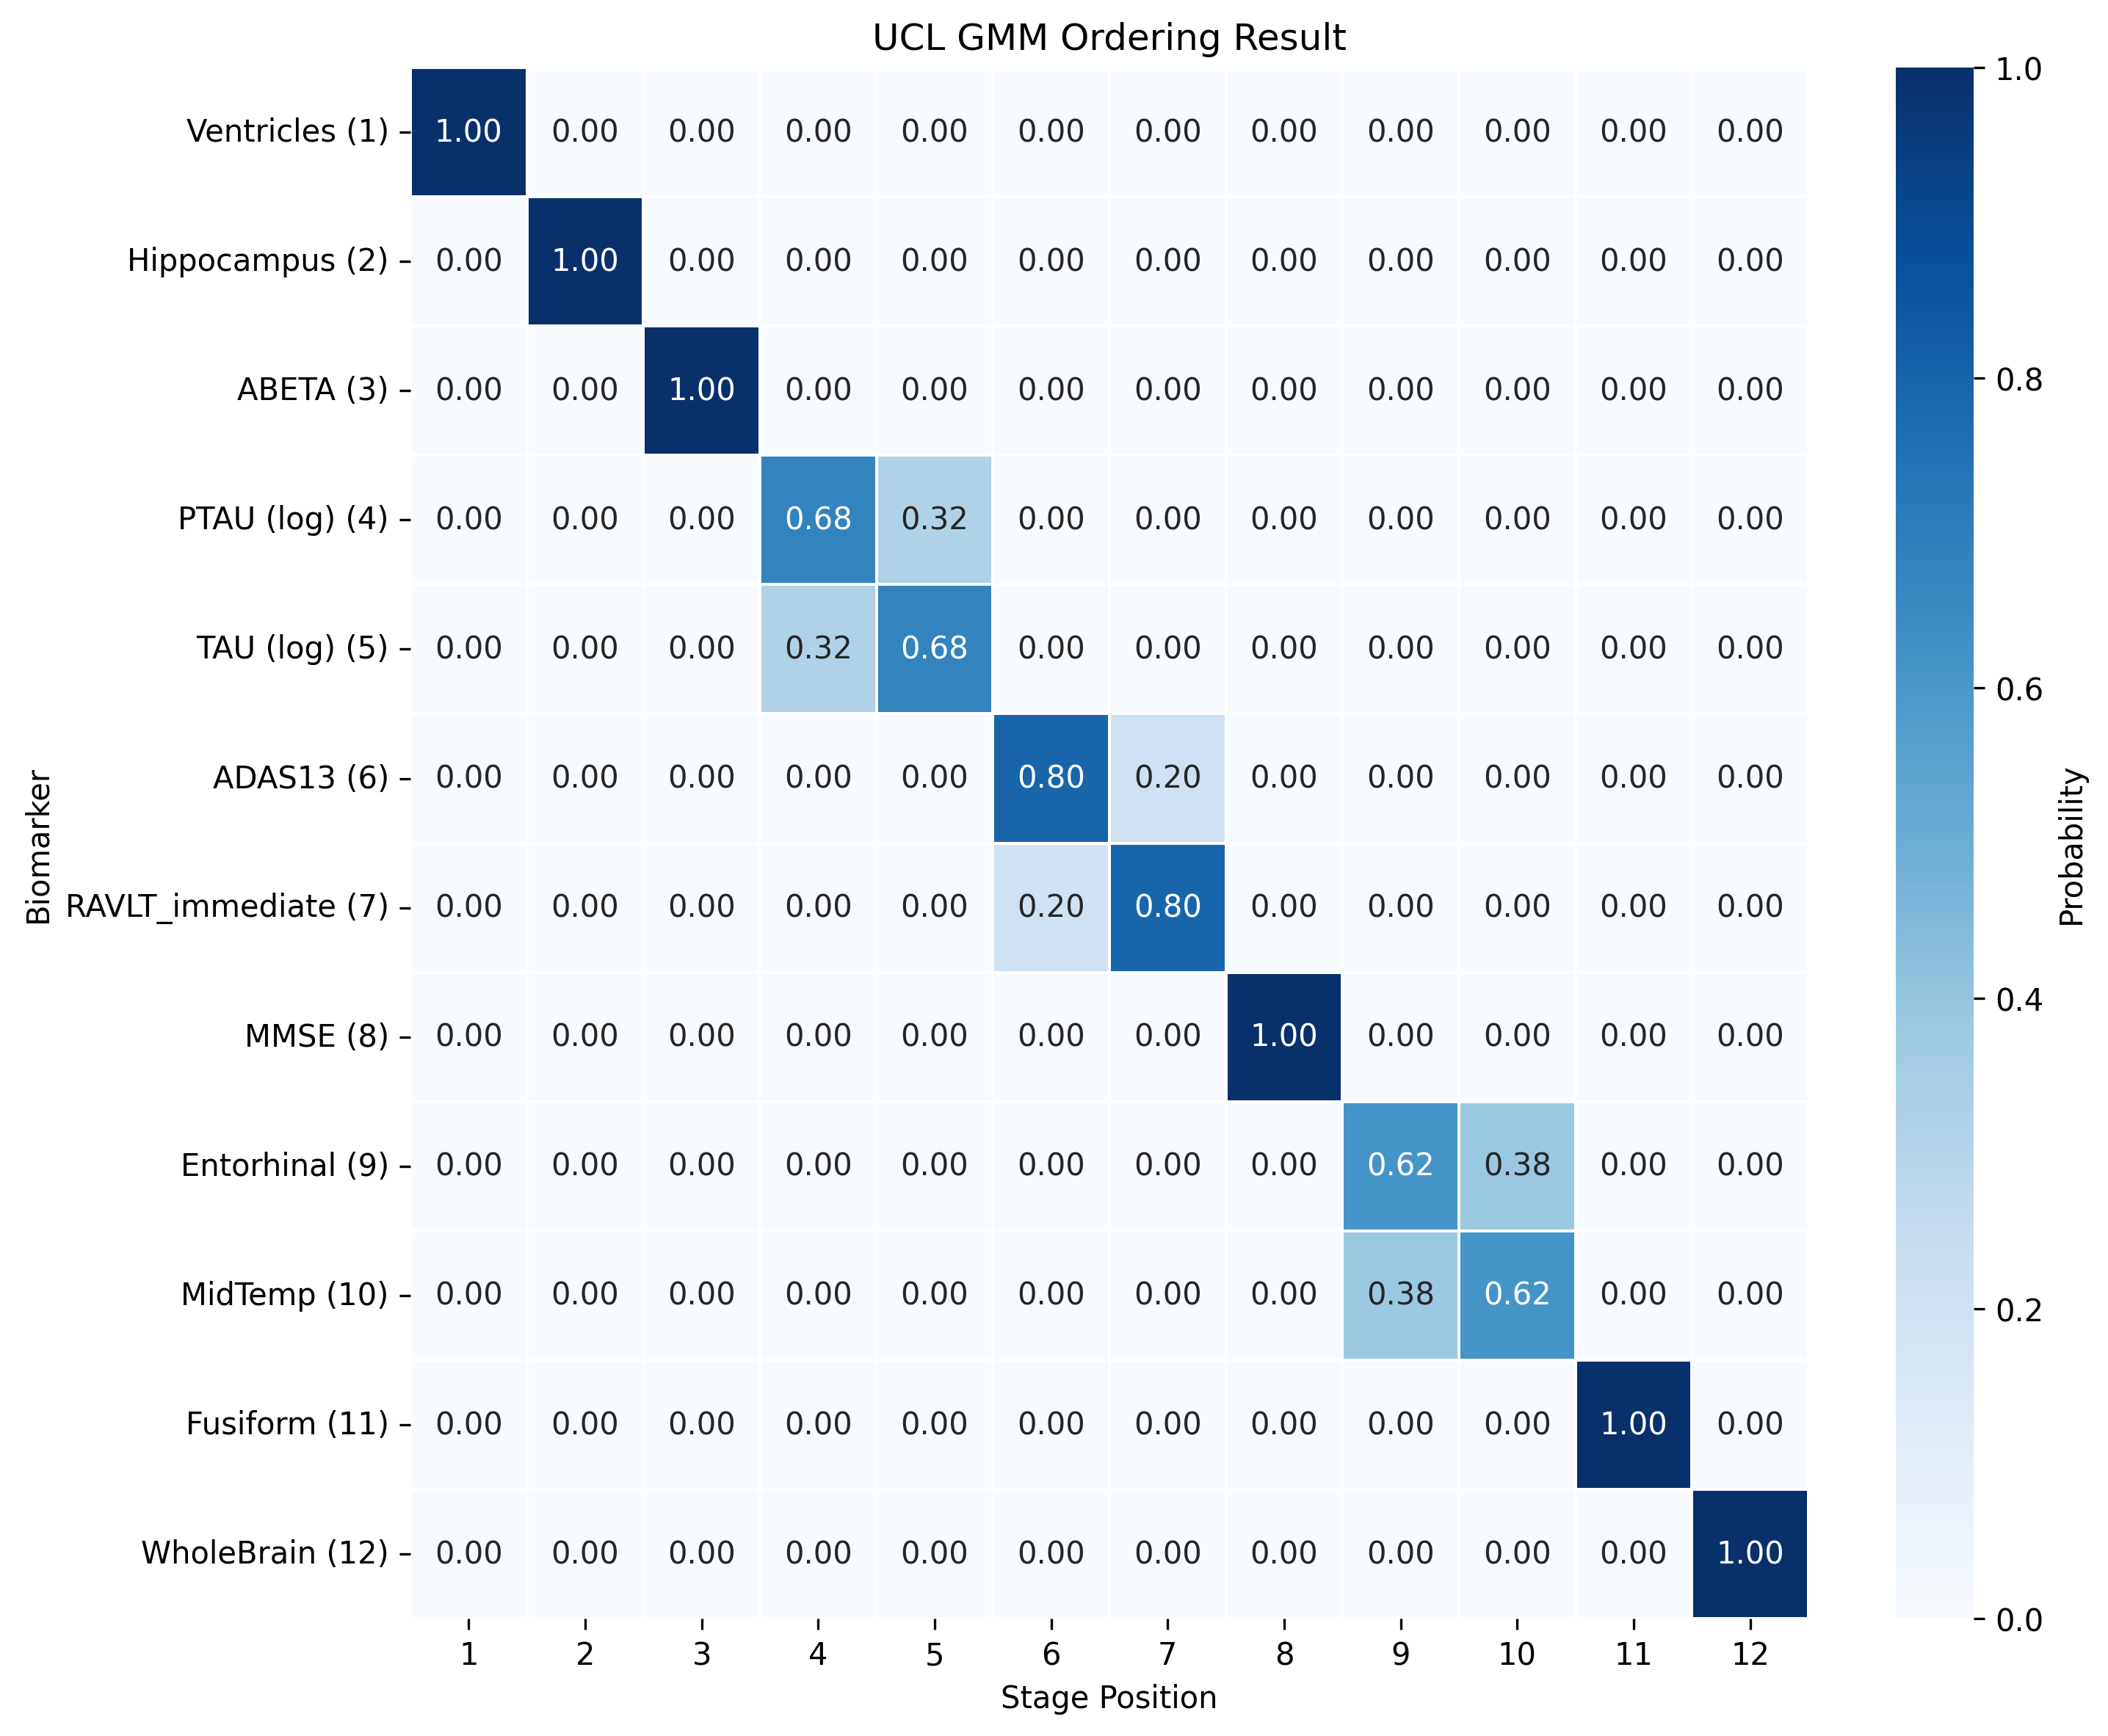 UCL GMM Ordering Result
Biomarker
Ventricles (1) 1.00 0.00 0.00 0.00 0.00 0.00 0.00 0.00 0.00 0.00 0.00 0.00
Hippocampus (2) 0.00 1.00 0.00 0.00 0.00 0.00 0.00 0.00 0.00 0.00 0.00 0.00
ABETA (3) 0.00 0.00 1.00 0.00 0.00 0.00 0.00 0.00 0.00 0.00 0.00 0.00
PTAU (log) (4) 0.00 0.00 0.00 0.68 0.32 0.00 0.00 0.00 0.00 0.00 0.00 0.00
TAU (log) (5) 0.00 0.00 0.00 0.32 0.68 0.00 0.00 0.00 0.00 0.00 0.00 0.00
ADAS13 (6) 0.00 0.00 0.00 0.00 0.00 0.80 0.20 0.00 0.00 0.00 0.00 0.00
RAVLT_immediate (7) 0.00 0.00 0.00 0.00 0.00 0.20 0.80 0.00 0.00 0.00 0.00 0.00
MMSE (8) 0.00 0.00 0.00 0.00 0.00 0.00 0.00 1.00 0.00 0.00 0.00 0.00
Entorhinal (9) 0.00 0.00 0.00 0.00 0.00 0.00 0.00 0.00 0.62 0.38 0.00 0.00
MidTemp (10) 0.00 0.00 0.00 0.00 0.00 0.00 0.00 0.00 0.38 0.62 0.00 0.00
Fusiform (11) 0.00 0.00 0.00 0.00 0.00 0.00 0.00 0.00 0.00 0.00 1.00 0.00
WholeBrain (12) 0.00 0.00 0.00 0.00 0.00 0.00 0.00 0.00 0.00 0.00 0.00 1.00
1 2 3 4 5 6 7 8 9 10 11 12
Stage Position
1.0
0.8
0.6
0.4
0.2
0.0
Probability